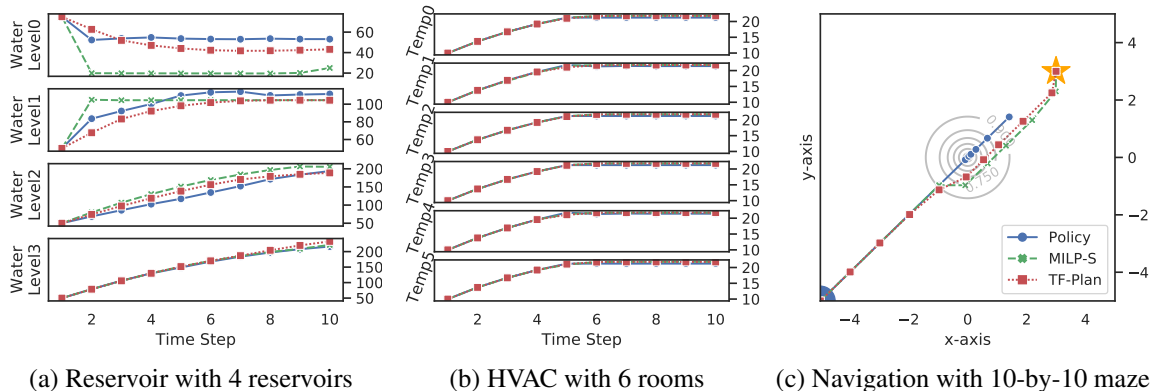 Water
Level0
60
40
20
Water
Level1
100
50
Water
Level2
200
150
100
50
Water
Level3
200
150
100
50
2 4 6 8 10
Time Step
(a) Reservoir with 4 reservoirs
Temp0
20
15
10
Temp1
20
15
10
Temp2
20
15
10
Temp3
20
15
10
Temp4
20
15
10
Temp5
20
15
10
2 4 6 8 10
Time Step
(b) HVAC with 6 rooms
y-axis
4
2
0
−2
−4
0.750
Policy
MILP-S
TF-Plan
−4 −2 0 2 4
x-axis
(c) Navigation with 10-by-10 maze